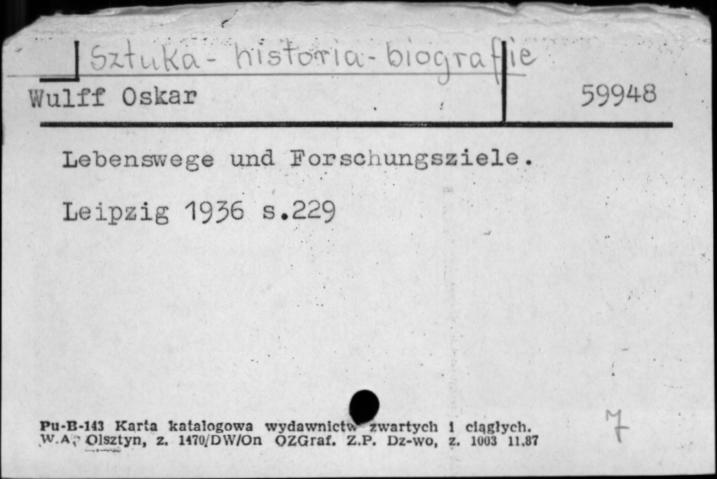 Sztuka - historia - biografie
Wulff Oskar 59948
Lebenswege und Forschungsziele.
Leipzig 1936 s.229
Pu-B-143 Karta katalogowa wydawnictw zwartych i ciągłych.
W.A. Olsztyn, z. 1470/DW/On OZGraf. Z.P. Dz-wo, z. 1003 11.87
7